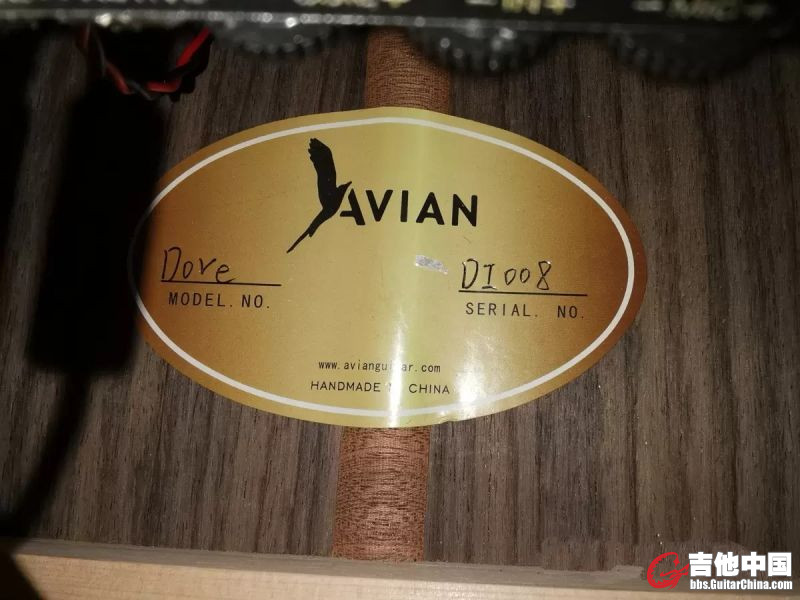 AVIAN
Dove
MODEL. NO.
DI008
SERIAL. NO.
www.avianguitar.com
HANDMADE IN CHINA
吉他中国
bbs.GuitarChina.com